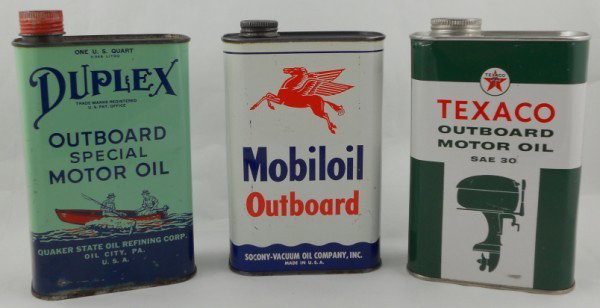 ONE U. S. QUART
DUPLEX
TRADE MARKS REGISTERED
U. S. PAT. OFFICE
OUTBOARD
SPECIAL
MOTOR OIL
QUAKER STATE OIL REFINING CORP.
OIL CITY, PA.
U. S. A.
Mobiloil
Outboard
SOCONY-VACUUM OIL COMPANY, INC.
MADE IN U.S.A.
TEXACO
TEXACO
OUTBOARD
MOTOR OIL
SAE 30